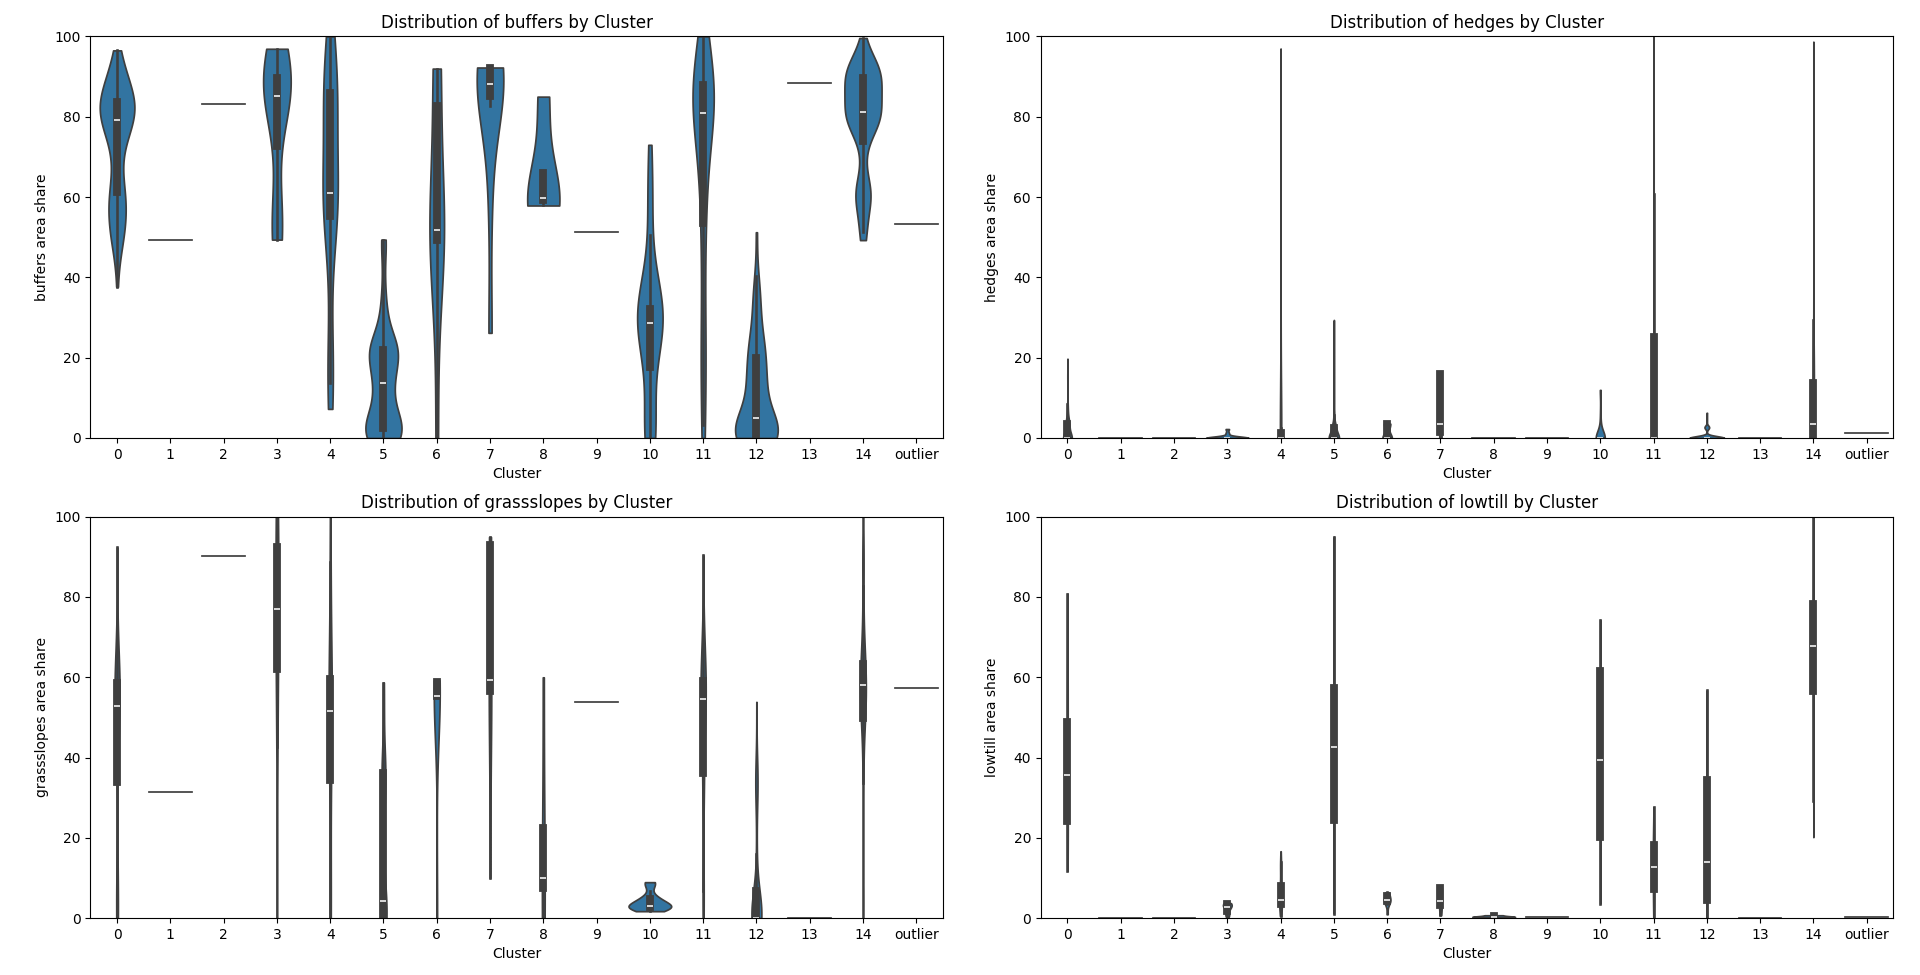 Distribution of buffers by Cluster
buffers area share
100
80
60
40
20
0
0 1 2 3 4 5 6 7 8 9 10 11 12 13 14 outlier
Cluster
Distribution of hedges by Cluster
hedges area share
100
80
60
40
20
0
0 1 2 3 4 5 6 7 8 9 10 11 12 13 14 outlier
Cluster
Distribution of grassslopes by Cluster
grassslopes area share
100
80
60
40
20
0
0 1 2 3 4 5 6 7 8 9 10 11 12 13 14 outlier
Cluster
Distribution of lowtill by Cluster
lowtill area share
100
80
60
40
20
0
0 1 2 3 4 5 6 7 8 9 10 11 12 13 14 outlier
Cluster